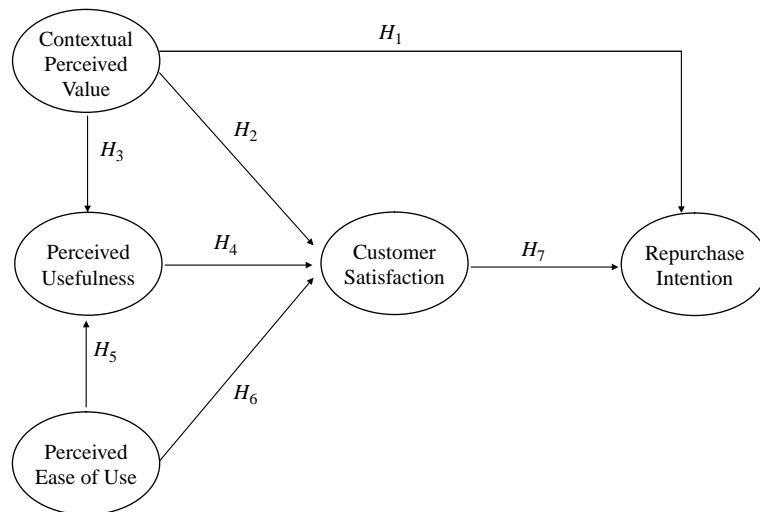 Contextual
Perceived
Value
H1
H2
H3
Perceived
Usefulness
H4
Customer
Satisfaction
H7
Repurchase
Intention
H5
H6
Perceived
Ease of Use